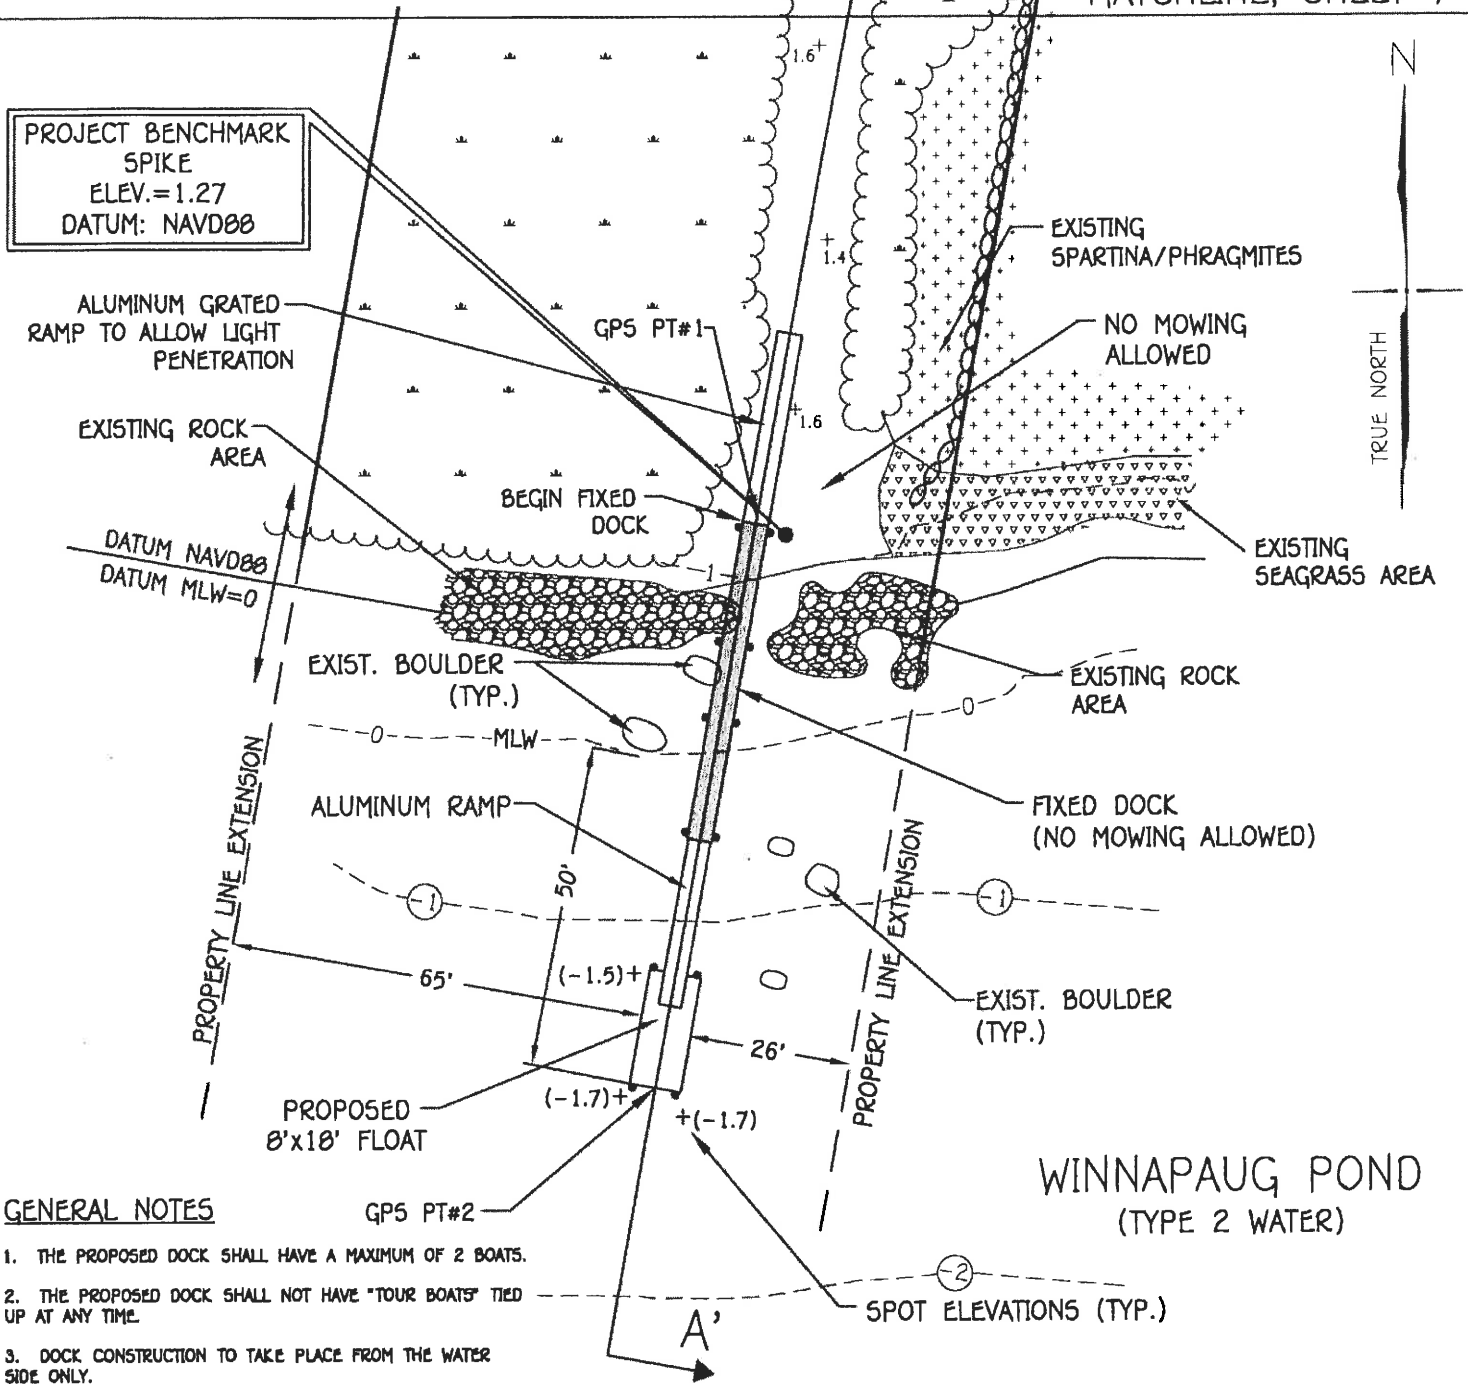 N
TRUE NORTH
PROJECT BENCHMARK
SPIKE
ELEV.=1.27
DATUM: NAVD88
1.6
1.4
EXISTING
SPARTINA/PHRAGMITES
ALUMINUM GRATED
RAMP TO ALLOW LIGHT
PENETRATION
GPS PT#1
NO MOWING
ALLOWED
1.6
EXISTING ROCK
AREA
BEGIN FIXED
DOCK
DATUM NAVD88
DATUM MLW=0
1
EXISTING
SEAGRASS AREA
EXIST. BOULDER
(TYP.)
EXISTING ROCK
AREA
0
MLW
0
ALUMINUM RAMP
FIXED DOCK
(NO MOWING ALLOWED)
PROPERTY LINE EXTENSION
50'
PROPERTY LINE EXTENSION
-1
-1
65'
(-1.5)+
EXIST. BOULDER
(TYP.)
26'
(-1.7)+
+(-1.7)
PROPOSED
8'x18' FLOAT
GPS PT#2
WINNAPAUG POND
(TYPE 2 WATER)
-2
SPOT ELEVATIONS (TYP.)
A'
GENERAL NOTES
1. THE PROPOSED DOCK SHALL HAVE A MAXIMUM OF 2 BOATS.
2. THE PROPOSED DOCK SHALL NOT HAVE "TOUR BOATS" TIED
UP AT ANY TIME.
3. DOCK CONSTRUCTION TO TAKE PLACE FROM THE WATER
SIDE ONLY.